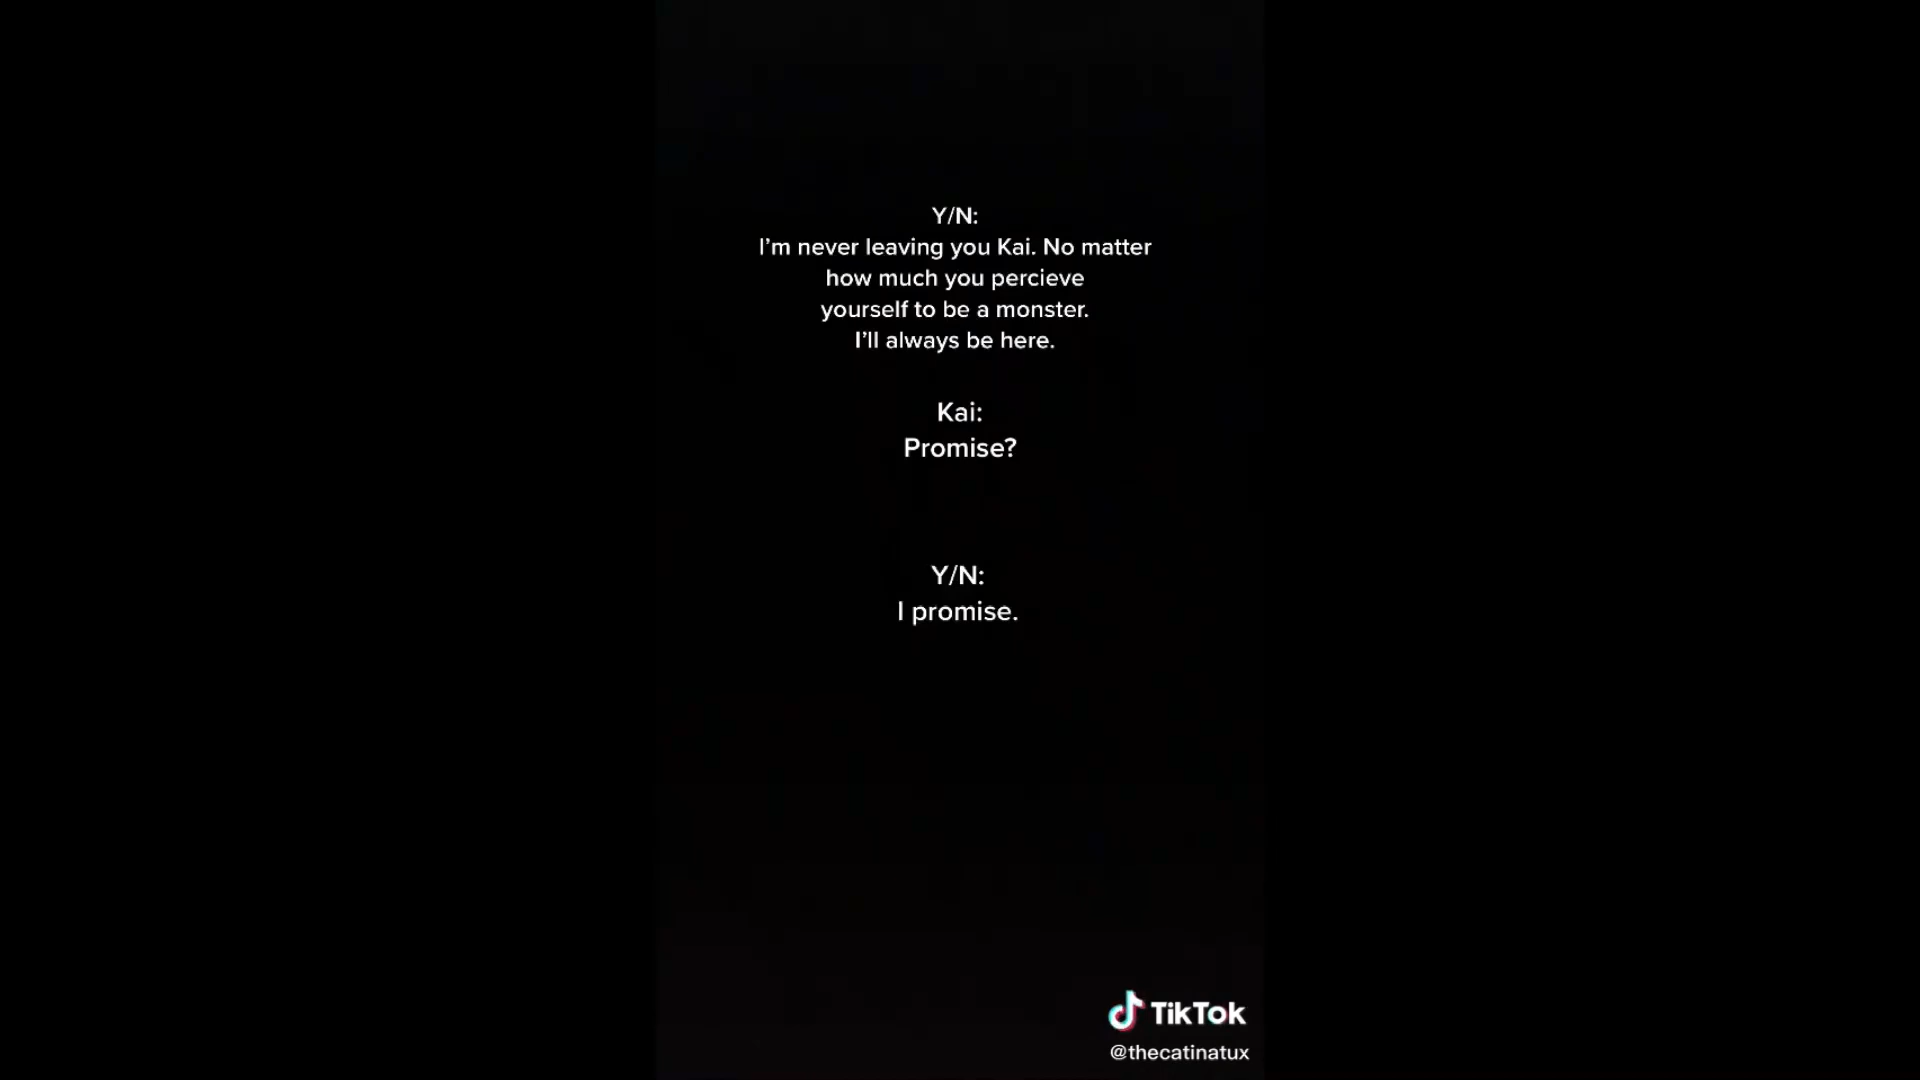 Y/N:
I’m never leaving you Kai. No matter
how much you percieve
yourself to be a monster.
I’ll always be here.
Kai:
Promise?
Y/N:
I promise.
TikTok
@thecatinatux